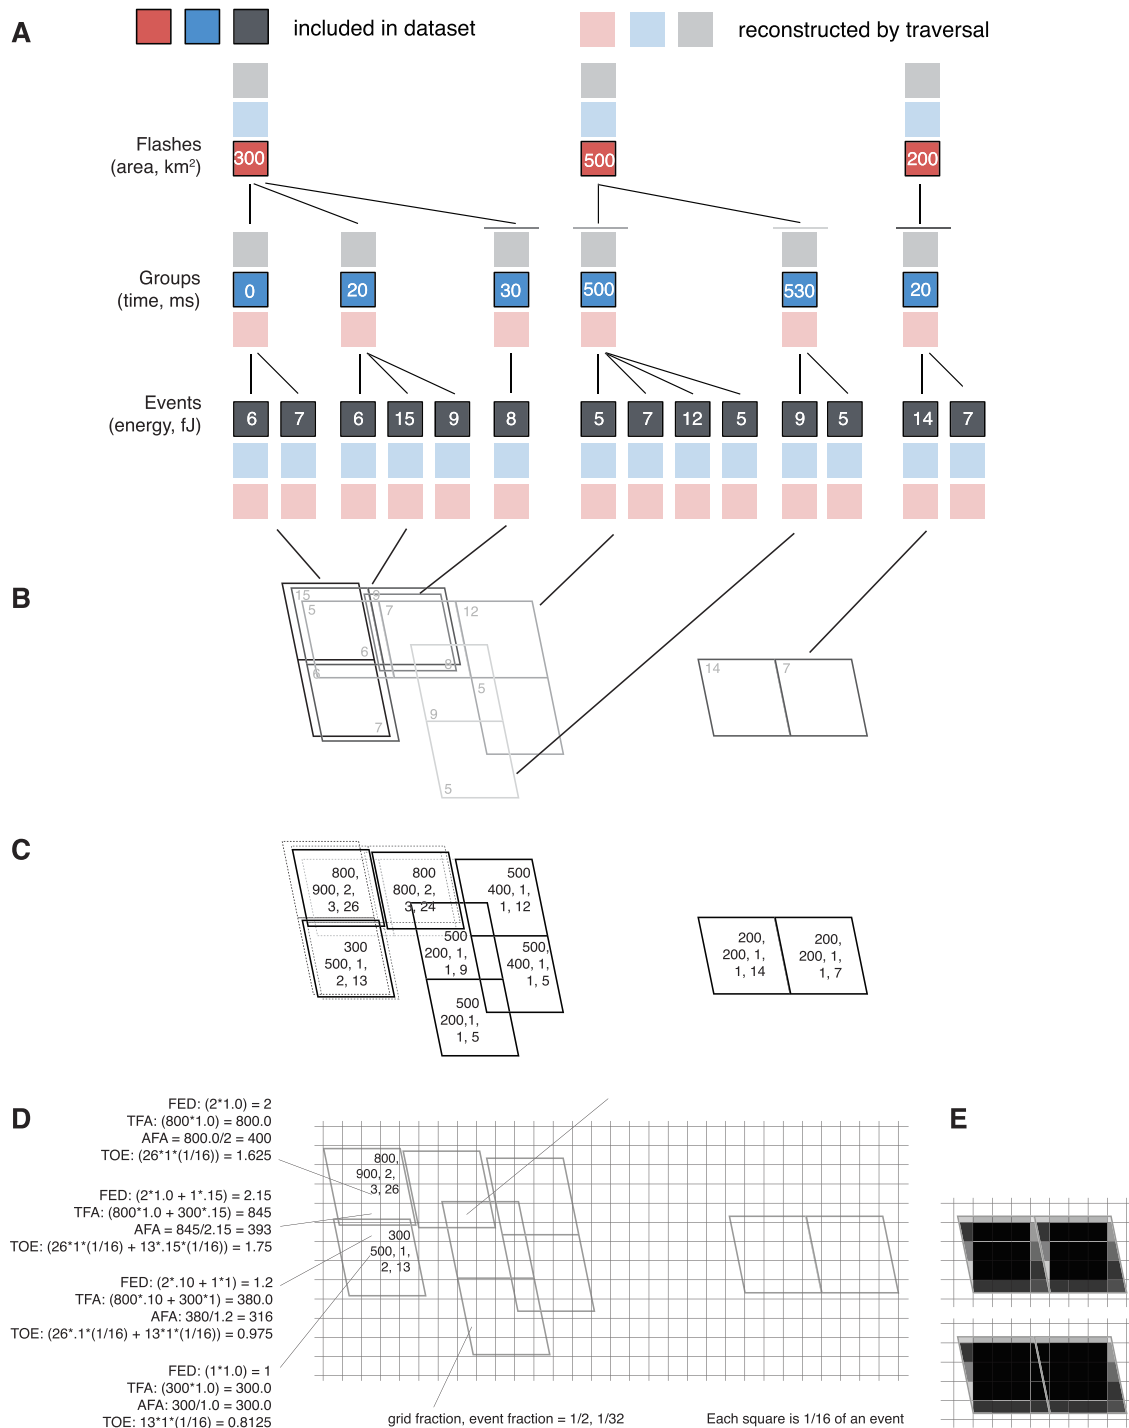 A
included in dataset
reconstructed by traversal
Flashes
(area, km²)
300
500
200
Groups
(time, ms)
0
20
30
500
530
20
Events
(energy, fJ)
6
7
6
15
9
8
5
7
12
5
9
5
14
7
B
15
9
5
7
12
6
8
6
5
7
9
5
14
7
C
800,
900, 2,
3, 26
800
800, 2,
3, 24
500
400, 1,
1, 12
300
500, 1,
2, 13
500
200, 1,
1, 9
500,
400, 1,
1, 5
500
200,1,
1, 5
200,
200, 1,
1, 14
200,
200, 1,
1, 7
D
FED: (2*1.0) = 2
TFA: (800*1.0) = 800.0
AFA = 800.0/2 = 400
TOE: (26*1*(1/16)) = 1.625
FED: (2*1.0 + 1*.15) = 2.15
TFA: (800*1.0 + 300*.15) = 845
AFA = 845/2.15 = 393
TOE: (26*1*(1/16) + 13*.15*(1/16)) = 1.75
FED: (2*.10 + 1*1) = 1.2
TFA: (800*.10 + 300*1) = 380.0
AFA: 380/1.2 = 316
TOE: (26*.1*(1/16) + 13*1*(1/16)) = 0.975
FED: (1*1.0) = 1
TFA: (300*1.0) = 300.0
AFA: 300/1.0 = 300.0
TOE: 13*1*(1/16) = 0.8125
800,
900, 2,
3, 26
300
500, 1,
2, 13
grid fraction, event fraction = 1/2, 1/32
Each square is 1/16 of an event
E